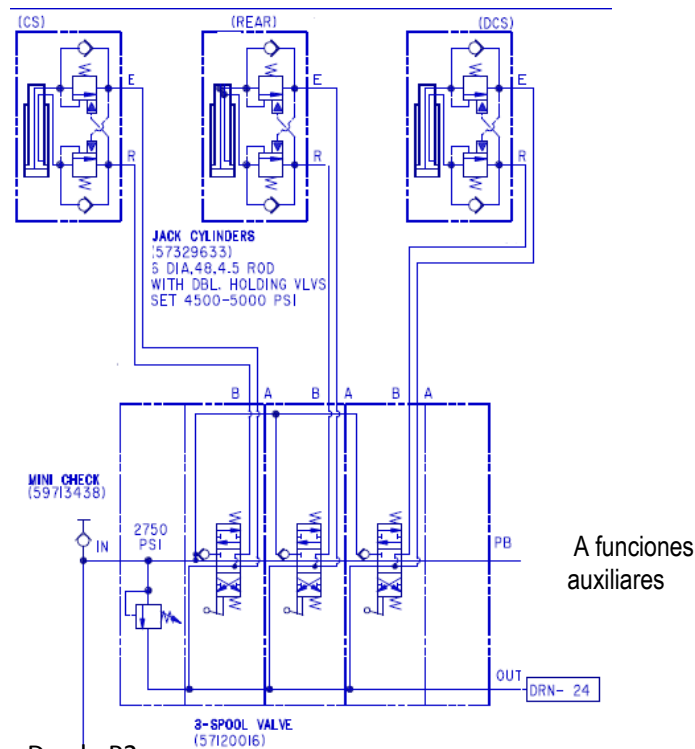 (CS)
(REAR)
(DCS)
E
E
E
R
R
R
JACK CYLINDERS
(57329633)
6 DIA,48,4.5 ROD
WITH DBL. HOLDING VLVS
SET 4500-5000 PSI
B A B A B A
MINI CHECK
(59713438)
IN
2750
PSI
PB
A funciones
auxiliares
OUT
DRN- 24
3-SPOOL VALVE
(57120016)